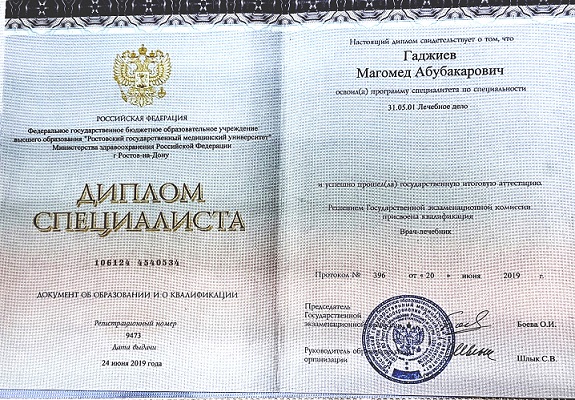 РОССИЙСКАЯ ФЕДЕРАЦИЯ
Федеральное государственное бюджетное образовательное учреждение
высшего образования "Ростовский государственный медицинский университет"
Министерства здравоохранения Российской Федерации
г Ростов-на-Дону
ДИПЛОМ
СПЕЦИАЛИСТА
106124 4540534
ДОКУМЕНТ ОБ ОБРАЗОВАНИИ И О КВАЛИФИКАЦИИ
Регистрационный номер
9473
Дата выдачи
24 июня 2019 года
Настоящий диплом свидетельствует о том, что
Гаджиев
Магомед Абубакарович
освоил(а) программу специалитета по специальности
31.05.01 Лечебное дело
и успешно прошел(ла) государственную итоговую аттестацию
Решением Государственной экзаменационной комиссии
присвоена квалификация
Врач-лечебник
Протокол № 396 от « 20 » июня 2019 г.
Председатель
Государственной
экзаменационной
Боева О.И.
Руководитель
организации
Шлык С.В.